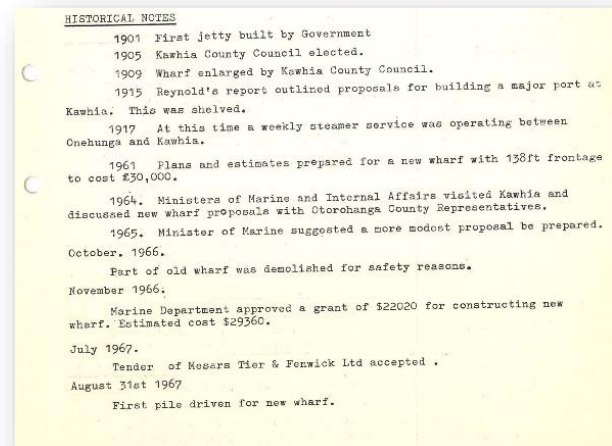 HISTORICAL NOTES
1901 First jetty built by Government
1905 Kawhia County Council elected.
1909 Wharf enlarged by Kawhia County Council.
1915 Reynold's report outlined proposals for building a major port at
Kawhia. This was shelved.
1917 At this time a weekly steamer service was operating between
Onehunga and Kawhia.
1961 Plans and estimates prepared for a new wharf with 138ft frontage
to cost £30,000.
1964. Ministers of Marine and Internal Affairs visited Kawhia and
discussed new wharf proposals with Otorohanga County Representatives.
1965. Minister of Marine suggested a more modest proposal be prepared.
October. 1966.
Part of old wharf was demolished for safety reasons.
November 1966.
Marine Department approved a grant of $22020 for constructing new
wharf. Estimated cost $29360.
July 1967.
Tender of Messrs Tier & Fenwick Ltd accepted .
August 31st 1967
First pile driven for new wharf.